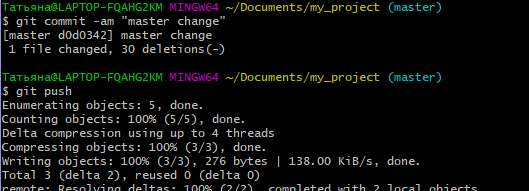 Татьяна@LAPTOP-FQAHG2KM MINGW64 ~/Documents/my_project (master)
$ git commit -am "master change"
[master d0d0342] master change
 1 file changed, 30 deletions(-)

Татьяна@LAPTOP-FQAHG2KM MINGW64 ~/Documents/my_project (master)
$ git push
Enumerating objects: 5, done.
Counting objects: 100% (5/5), done.
Delta compression using up to 4 threads
Compressing objects: 100% (3/3), done.
Writing objects: 100% (3/3), 276 bytes | 138.00 KiB/s, done.
Total 3 (delta 2), reused 0 (delta 0)
remote: Resolving deltas: 100% (2/2), completed with 2 local objects.